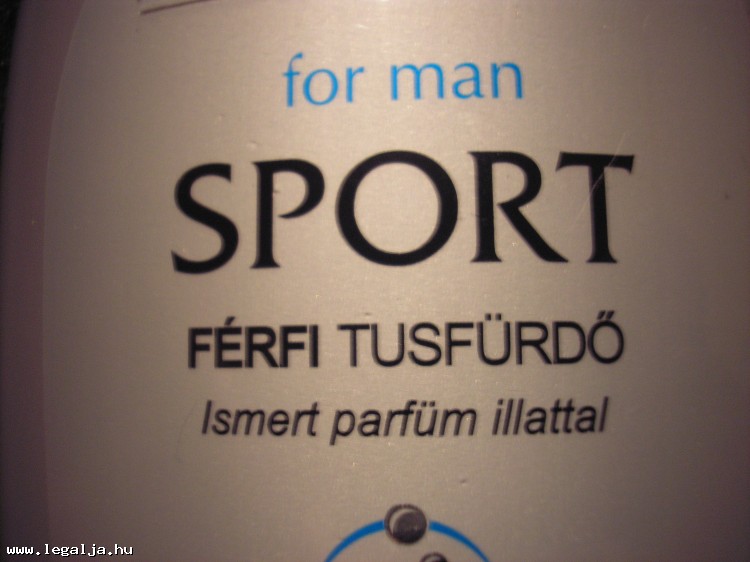 for man
SPORT
FÉRFI TUSFÜRDŐ
Ismert parfüm illattal
www.legalja.hu